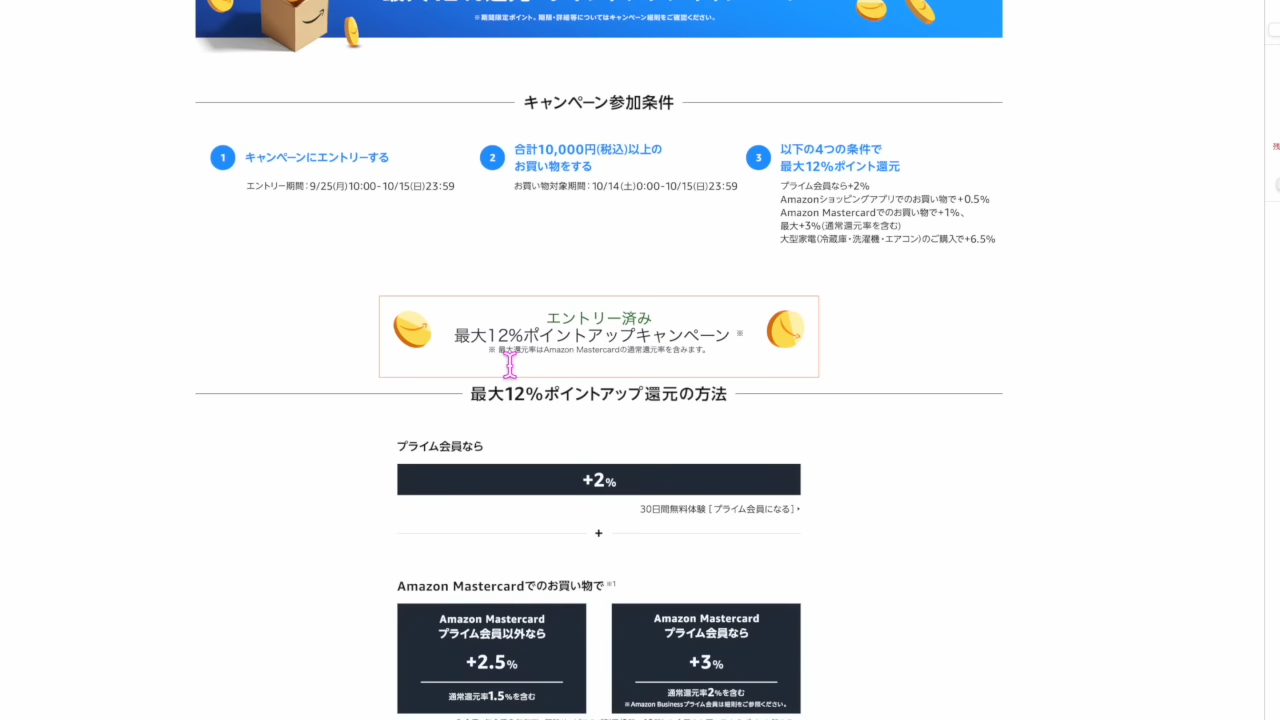 ※期間限定ポイント。期限・詳細等についてはキャンペーン細則をご確認ください。
キャンペーン参加条件
1 キャンペーンにエントリーする
エントリー期間：9/25(月)10:00-10/15(日)23:59
2 合計10,000円(税込)以上の
お買い物をする
お買い物対象期間：10/14(土)0:00-10/15(日)23:59
3 以下の4つの条件で
最大12%ポイント還元
プライム会員なら+2%
Amazonショッピングアプリでのお買い物で+0.5%
Amazon Mastercardでのお買い物で+1%、
最大+3%(通常還元率を含む)
大型家電(冷蔵庫・洗濯機・エアコン)のご購入で+6.5%
エントリー済み
最大12%ポイントアップキャンペーン ※
※ 最大還元率はAmazon Mastercardの通常還元率を含みます。
最大12%ポイントアップ還元の方法
プライム会員なら
+2%
30日間無料体験 [ プライム会員になる ]
+
Amazon Mastercardでのお買い物で ※1
Amazon Mastercard
プライム会員以外なら
+2.5%
通常還元率1.5%を含む
Amazon Mastercard
プライム会員なら
+3%
通常還元率2%を含む
※Amazon Businessプライム会員は細則をご参照ください。
残